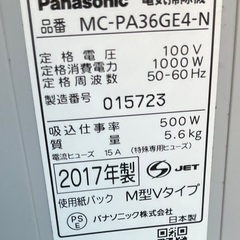 Panasonic 電気掃除機
品番 MC-PA36GE4-N
定格電圧 100V
定格消費電力 1000W
定格周波数 50-60Hz
製造番号 015723
吸込仕事率 500W
質量 5.6kg
電流ヒューズ 15A (特殊専用ヒューズ)
2017年製 S JET
使用紙パック M型Vタイプ
PSE パナソニック株式会社 日本製